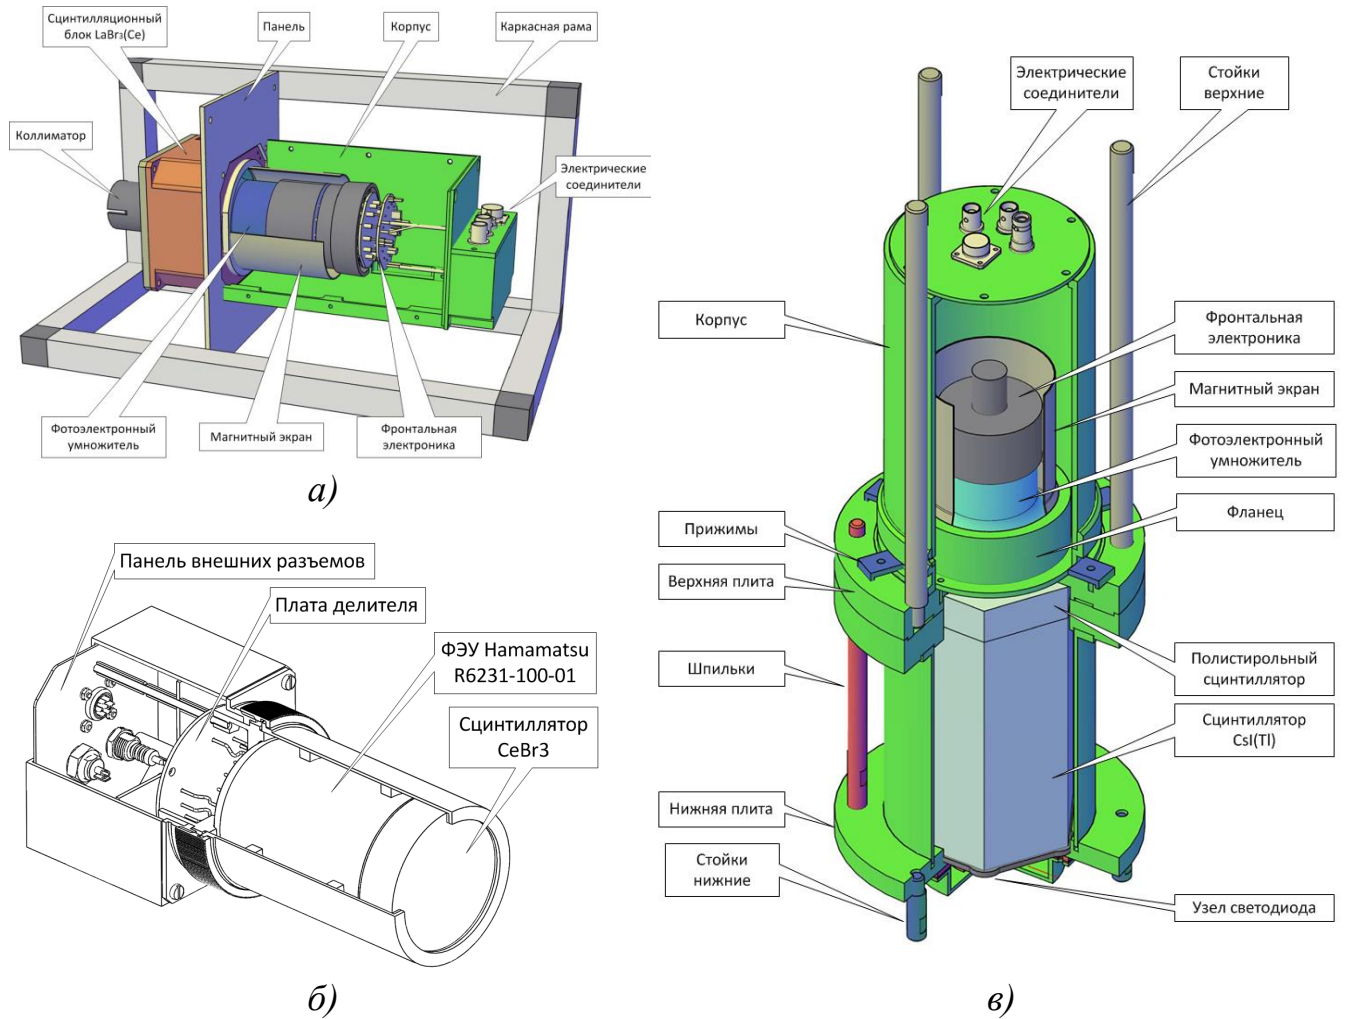 Сцинтилляционный
блок LaBr₃(Ce)
Панель
Корпус
Каркасная рама
Коллиматор
Электрические
соединители
Фотоэлектронный
умножитель
Магнитный экран
Фронтальная
электроника
а)
Панель внешних разъемов
Плата делителя
ФЭУ Hamamatsu
R6231-100-01
Сцинтиллятор
CeBr3
б)
Электрические
соединители
Стойки
верхние
Корпус
Фронтальная
электроника
Магнитный экран
Фотоэлектронный
умножитель
Фланец
Прижимы
Верхняя плита
Шпильки
Полистирольный
сцинтиллятор
Сцинтиллятор
CsI(Tl)
Нижняя плита
Стойки
нижние
Узел светодиода
в)